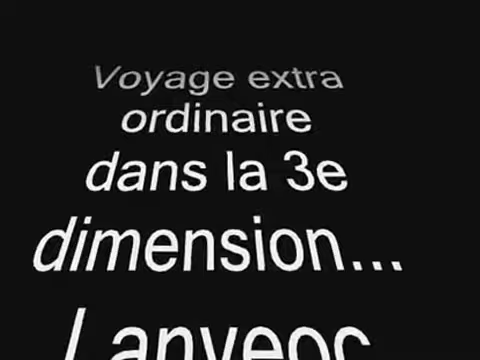 Voyage extra
ordinaire
dans la 3e
dimension...
Lanveoc